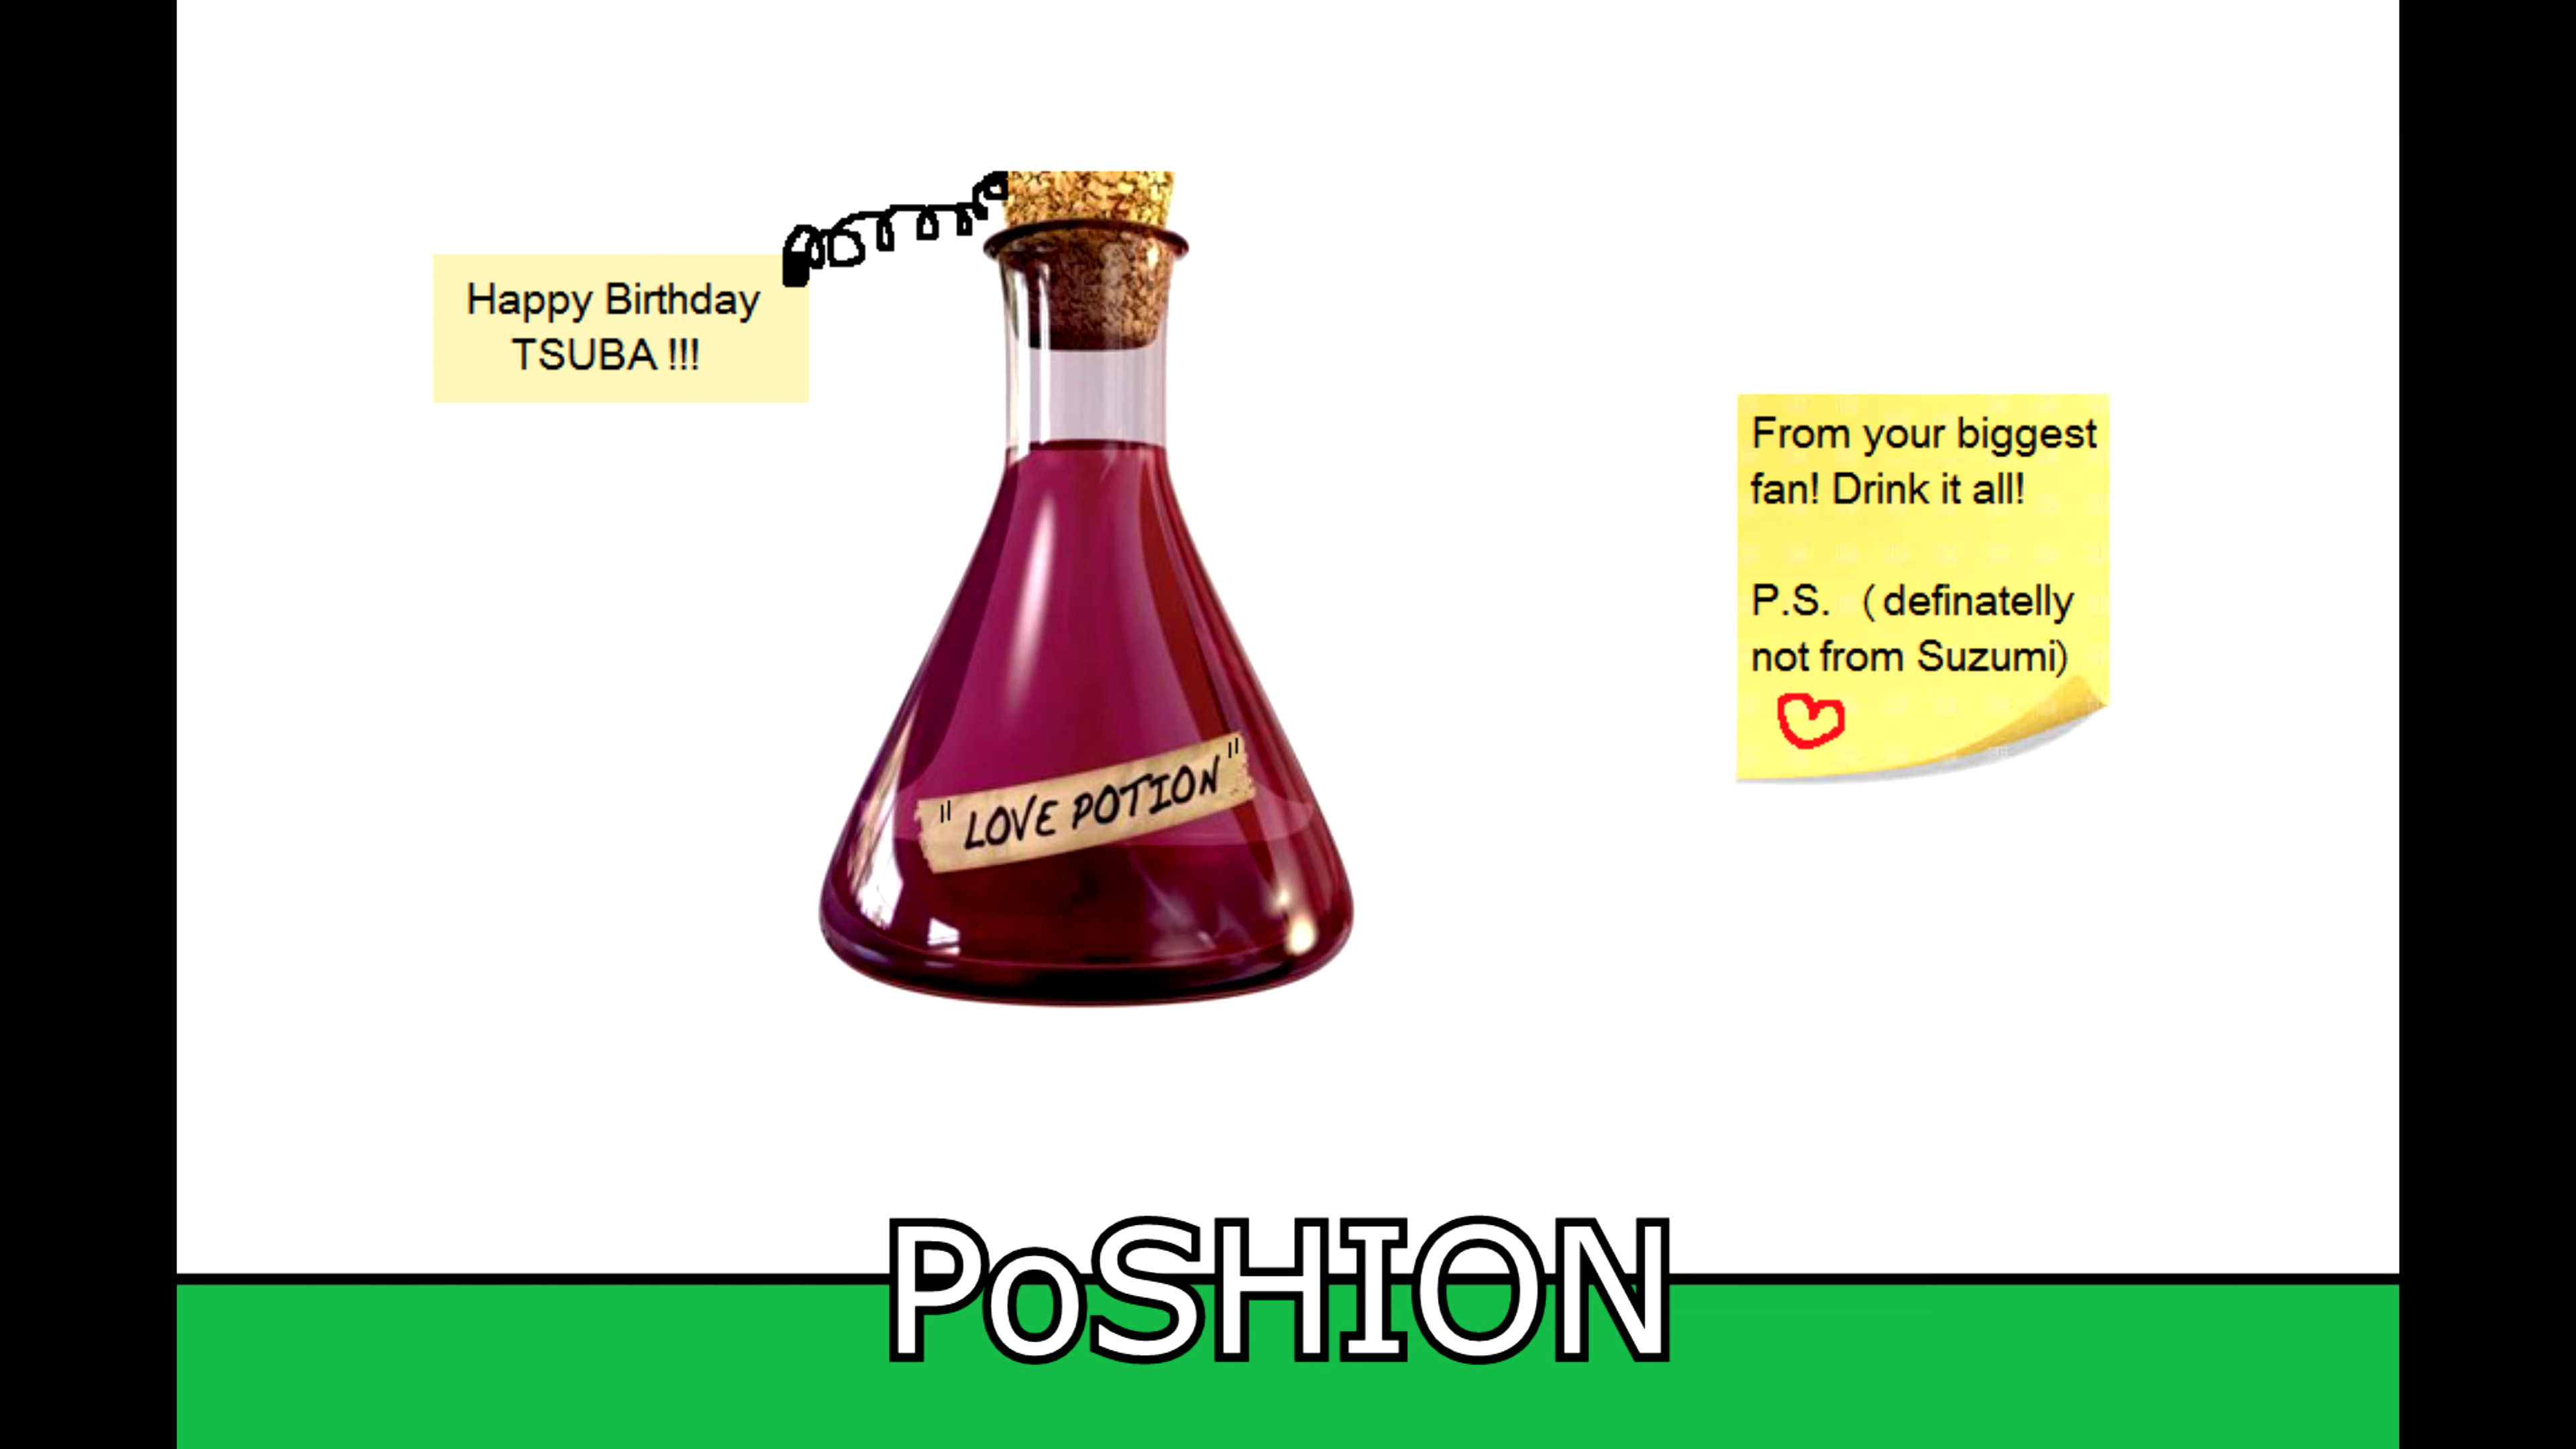 Happy Birthday
TSUBA !!!
From your biggest
fan! Drink it all!
P.S. （definatelly
not from Suzumi)
"LOVE POTION"
PoSHION